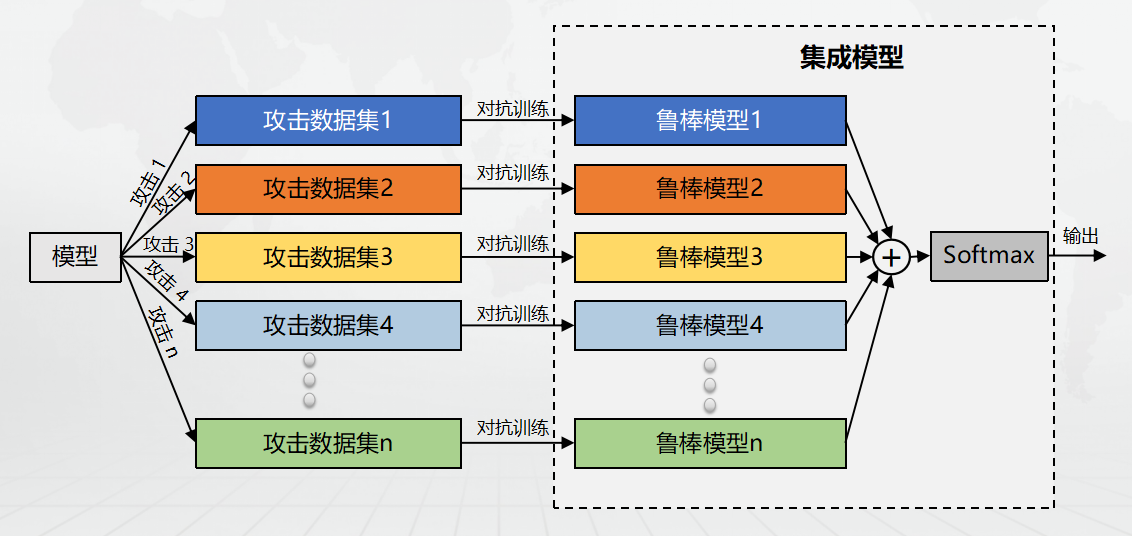 集成模型
攻击数据集1
对抗训练
鲁棒模型1
攻击 1
攻击数据集2
对抗训练
鲁棒模型2
攻击 2
模型
攻击 3
攻击数据集3
对抗训练
鲁棒模型3
+
Softmax
输出
攻击 4
攻击数据集4
对抗训练
鲁棒模型4
攻击 n
攻击数据集n
对抗训练
鲁棒模型n